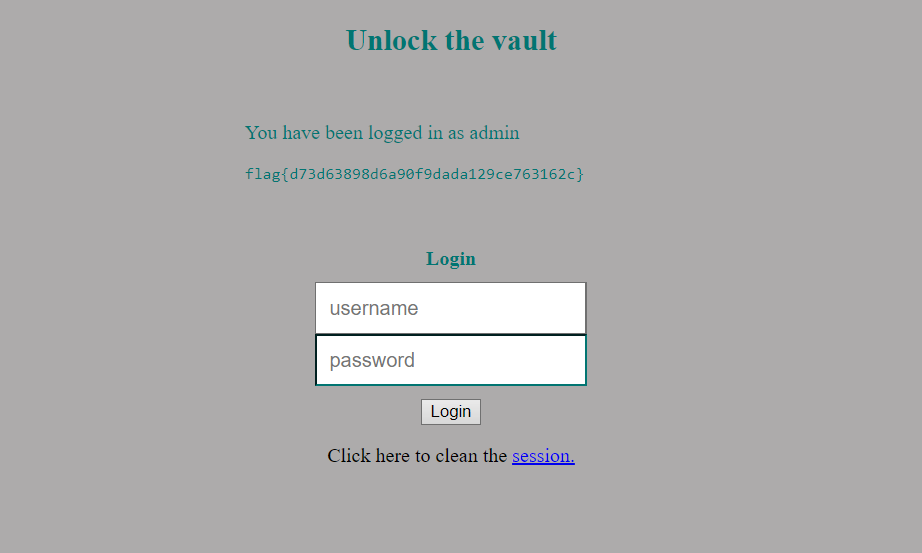 Unlock the vault
You have been logged in as admin
flag{d73d63898d6a90f9dada129ce763162c}
Login
username
password
Login
Click here to clean the session.